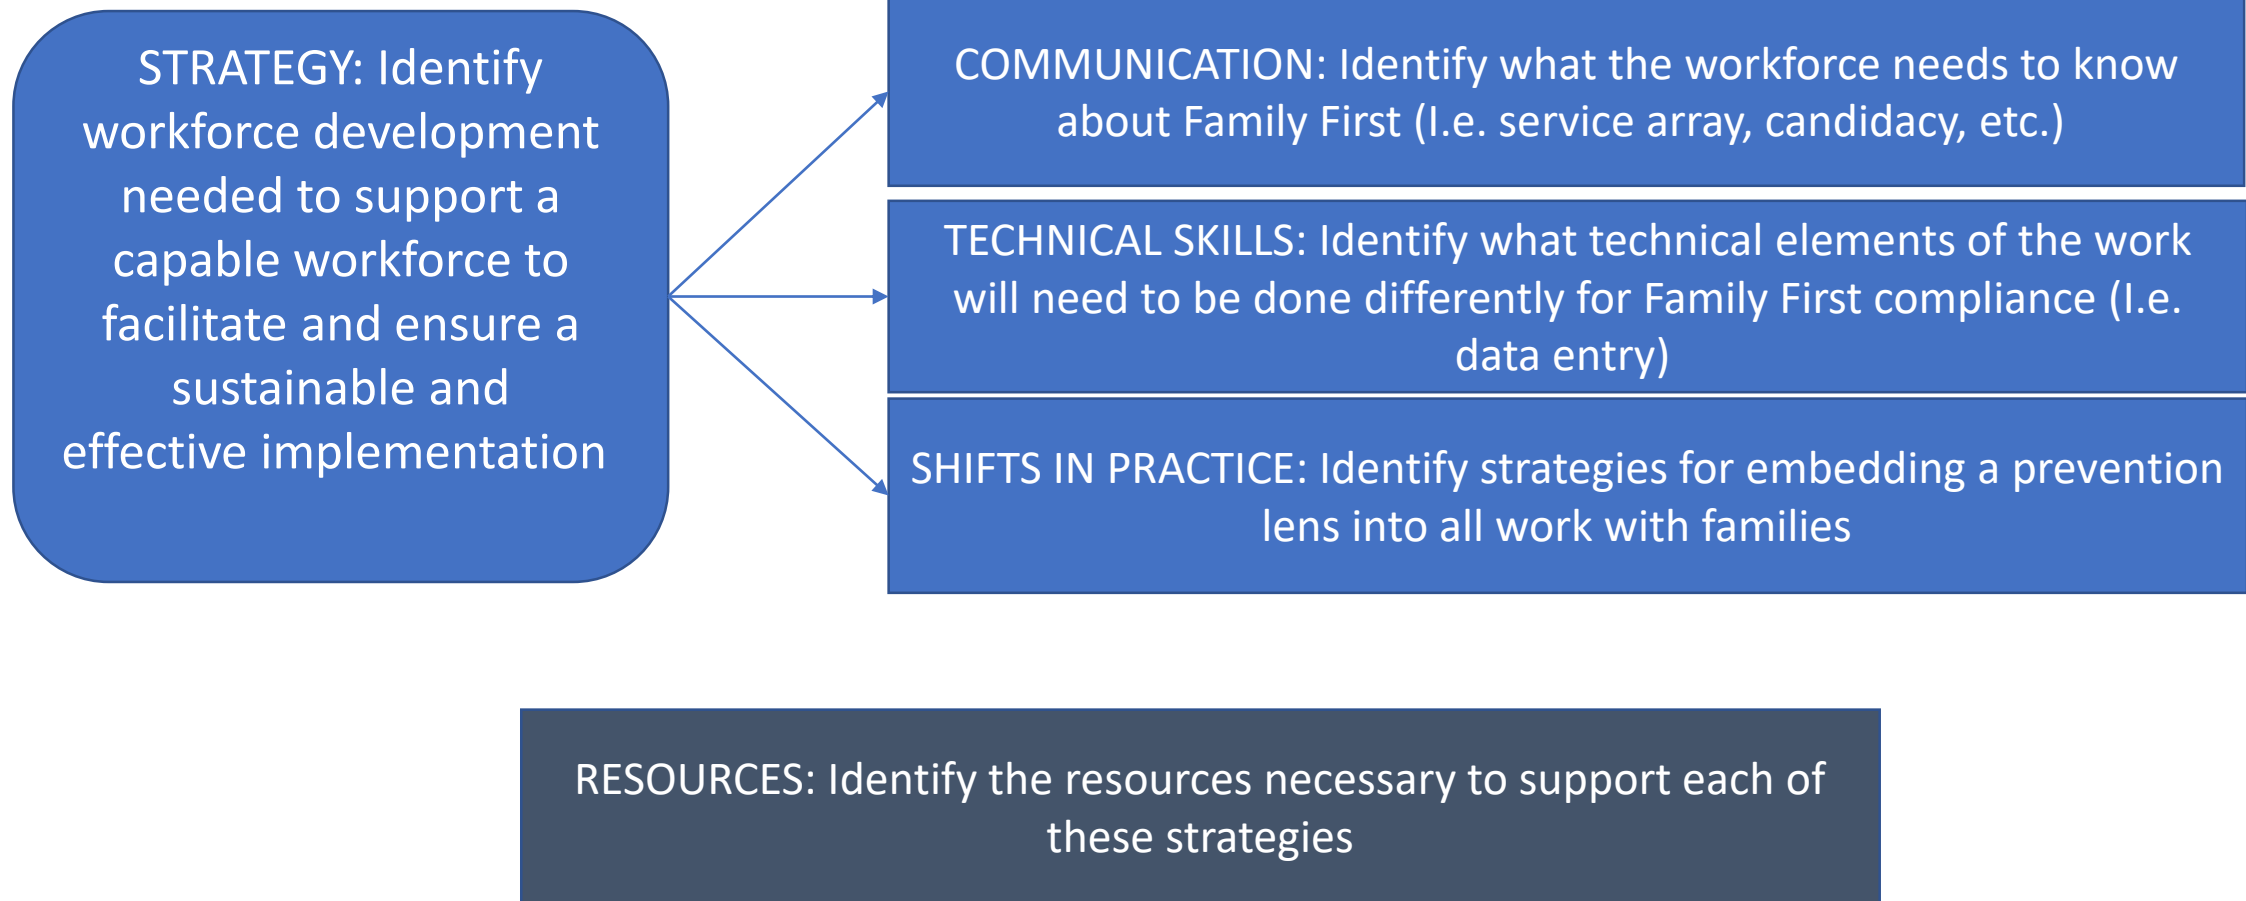 STRATEGY: Identify
workforce development
needed to support a
capable workforce to
facilitate and ensure a
sustainable and
effective implementation
COMMUNICATION: Identify what the workforce needs to know
about Family First (I.e. service array, candidacy, etc.)
TECHNICAL SKILLS: Identify what technical elements of the work
will need to be done differently for Family First compliance (I.e.
data entry)
SHIFTS IN PRACTICE: Identify strategies for embedding a prevention
lens into all work with families
RESOURCES: Identify the resources necessary to support each of
these strategies